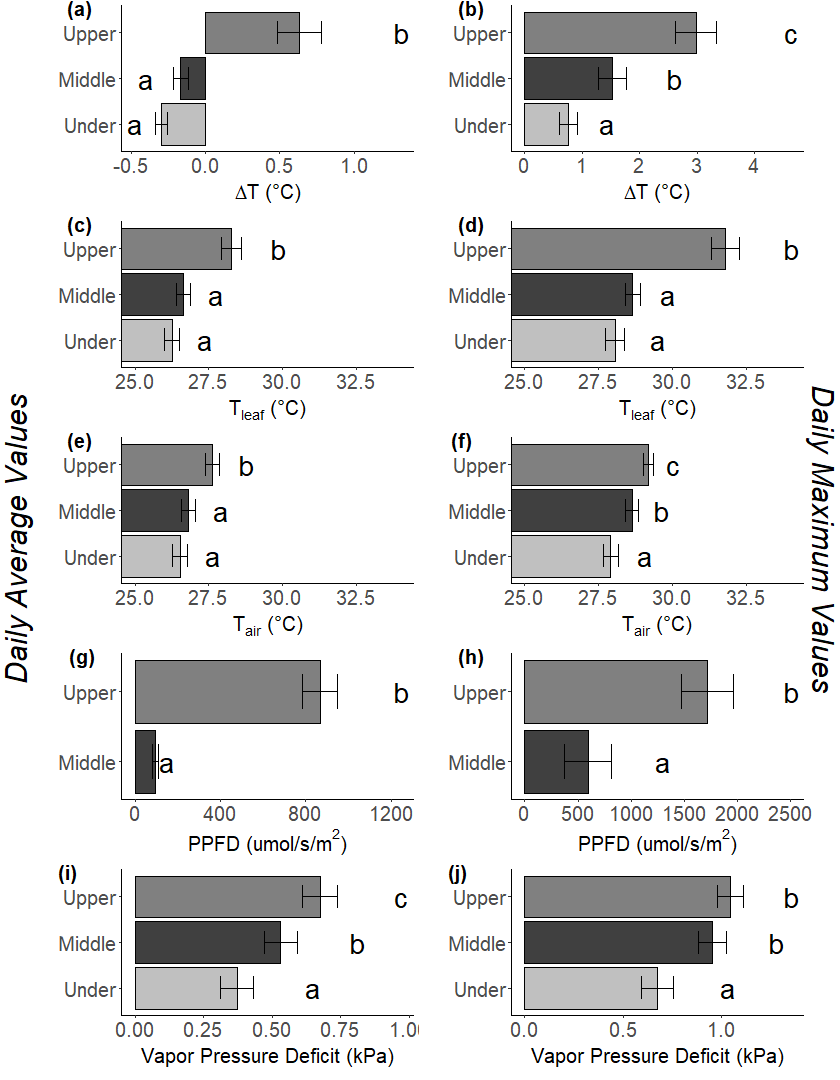 (a)
Upper
b
Middle
a
Under
a
-0.5 0.0 0.5 1.0
ΔT (°C)
(b)
Upper
c
Middle
b
Under
a
0 1 2 3 4
ΔT (°C)
(c)
Upper
b
Middle
a
Under
a
25.0 27.5 30.0 32.5
Tleaf (°C)
(d)
Upper
b
Middle
a
Under
a
25.0 27.5 30.0 32.5
Tleaf (°C)
Daily Average Values
Daily Maximum Values
(e)
Upper
b
Middle
a
Under
a
25.0 27.5 30.0 32.5
Tair (°C)
(f)
Upper
c
Middle
b
Under
a
25.0 27.5 30.0 32.5
Tair (°C)
(g)
Upper
b
Middle
a
0 400 800 1200
PPFD (umol/s/m²)
(h)
Upper
b
Middle
a
0 500 1000 1500 2000 2500
PPFD (umol/s/m²)
(i)
Upper
c
Middle
b
Under
a
0.00 0.25 0.50 0.75
Vapor Pressure Deficit (kPa)
(j)
Upper
b
Middle
b
Under
a
0.0 0.5 1.0
Vapor Pressure Deficit (kPa)